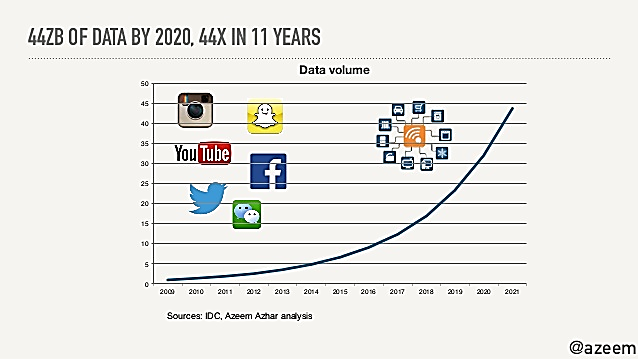 44ZB OF DATA BY 2020, 44X IN 11 YEARS
Data volume
50
45
40
35
30
25
20
15
10
5
0
2009 2010 2011 2012 2013 2014 2015 2016 2017 2018 2019 2020 2021
YouTube
Sources: IDC, Azeem Azhar analysis
@azeem